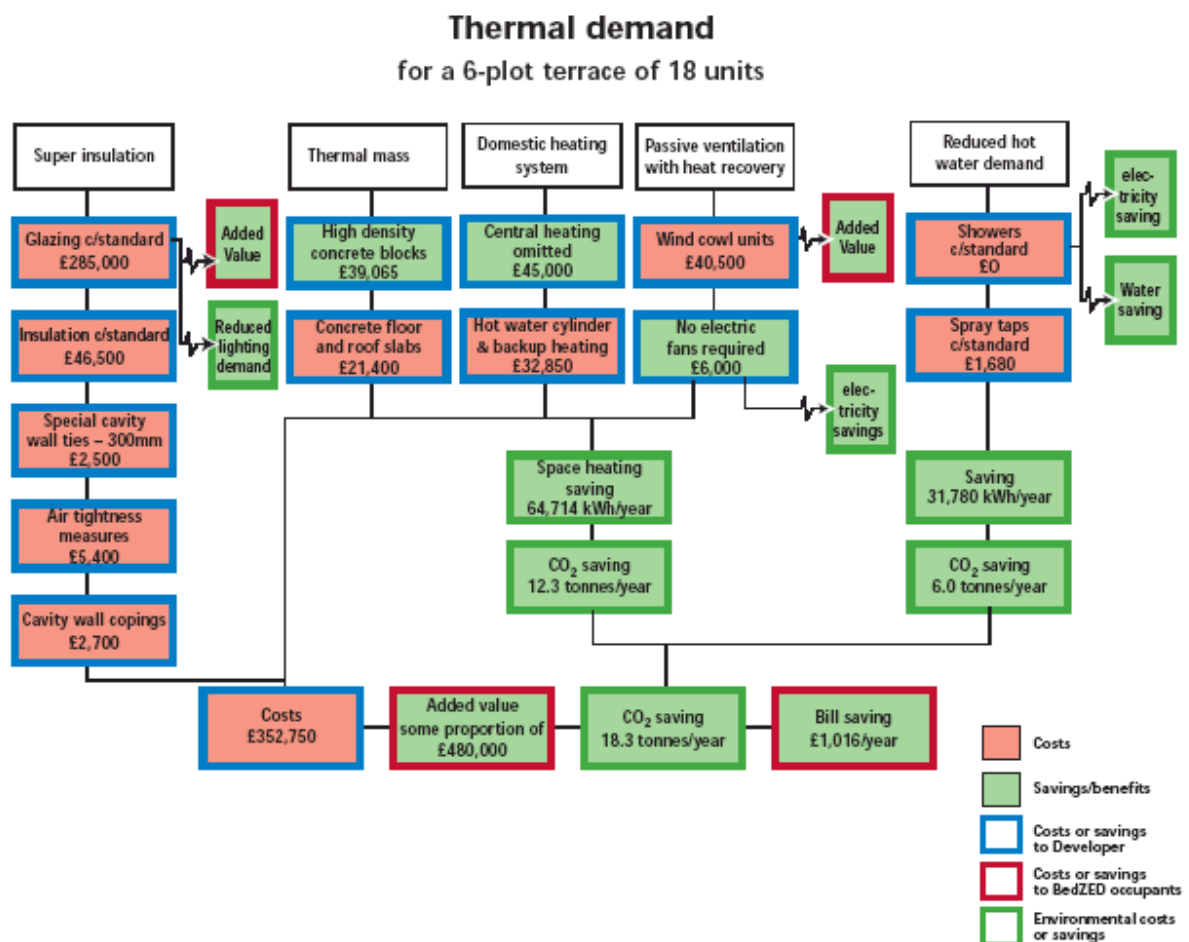 Thermal demand
for a 6-plot terrace of 18 units
Super insulation
Glazing c/standard
£285,000
Added
Value
Reduced
lighting
demand
Insulation c/standard
£46,500
Special cavity
wall ties – 300mm
£2,500
Air tightness
measures
£5,400
Cavity wall copings
£2,700
Thermal mass
High density
concrete blocks
£39,065
Concrete floor
and roof slabs
£21,400
Domestic heating
system
Central heating
omitted
£45,000
Hot water cylinder
& backup heating
£32,850
Passive ventilation
with heat recovery
Wind cowl units
£40,500
Added
Value
No electric
fans required
£6,000
elec-
tricity
savings
Reduced hot
water demand
Showers
c/standard
£0
elec-
tricity
saving
Water
saving
Spray taps
c/standard
£1,680
Space heating
saving
64,714 kWh/year
CO₂ saving
12.3 tonnes/year
Saving
31,780 kWh/year
CO₂ saving
6.0 tonnes/year
Costs
£352,750
Added value
some proportion of
£480,000
CO₂ saving
18.3 tonnes/year
Bill saving
£1,016/year
Costs
Savings/benefits
Costs or savings
to Developer
Costs or savings
to BedZED occupants
Environmental costs
or savings